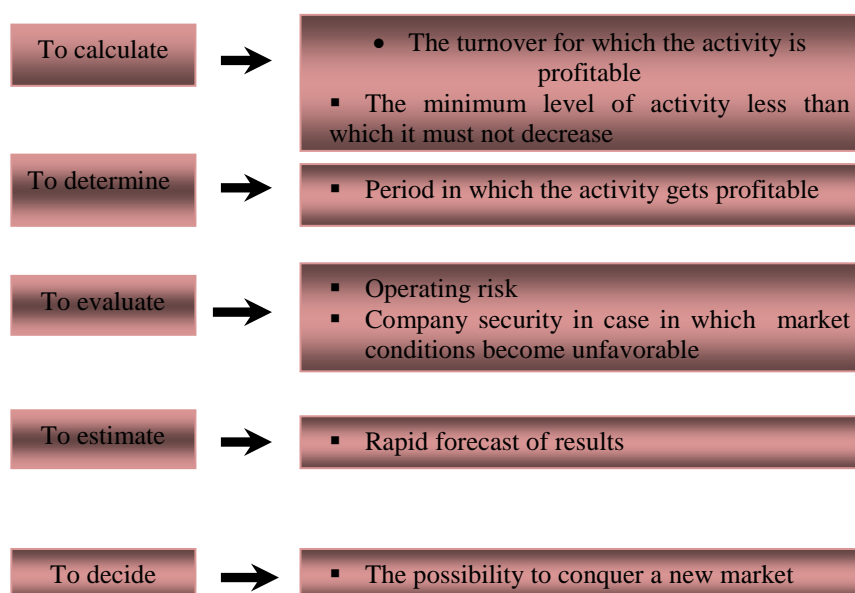 To calculate
• The turnover for which the activity is
profitable
▪ The minimum level of activity less than
which it must not decrease
To determine
▪ Period in which the activity gets profitable
To evaluate
▪ Operating risk
▪ Company security in case in which market
conditions become unfavorable
To estimate
▪ Rapid forecast of results
To decide
▪ The possibility to conquer a new market